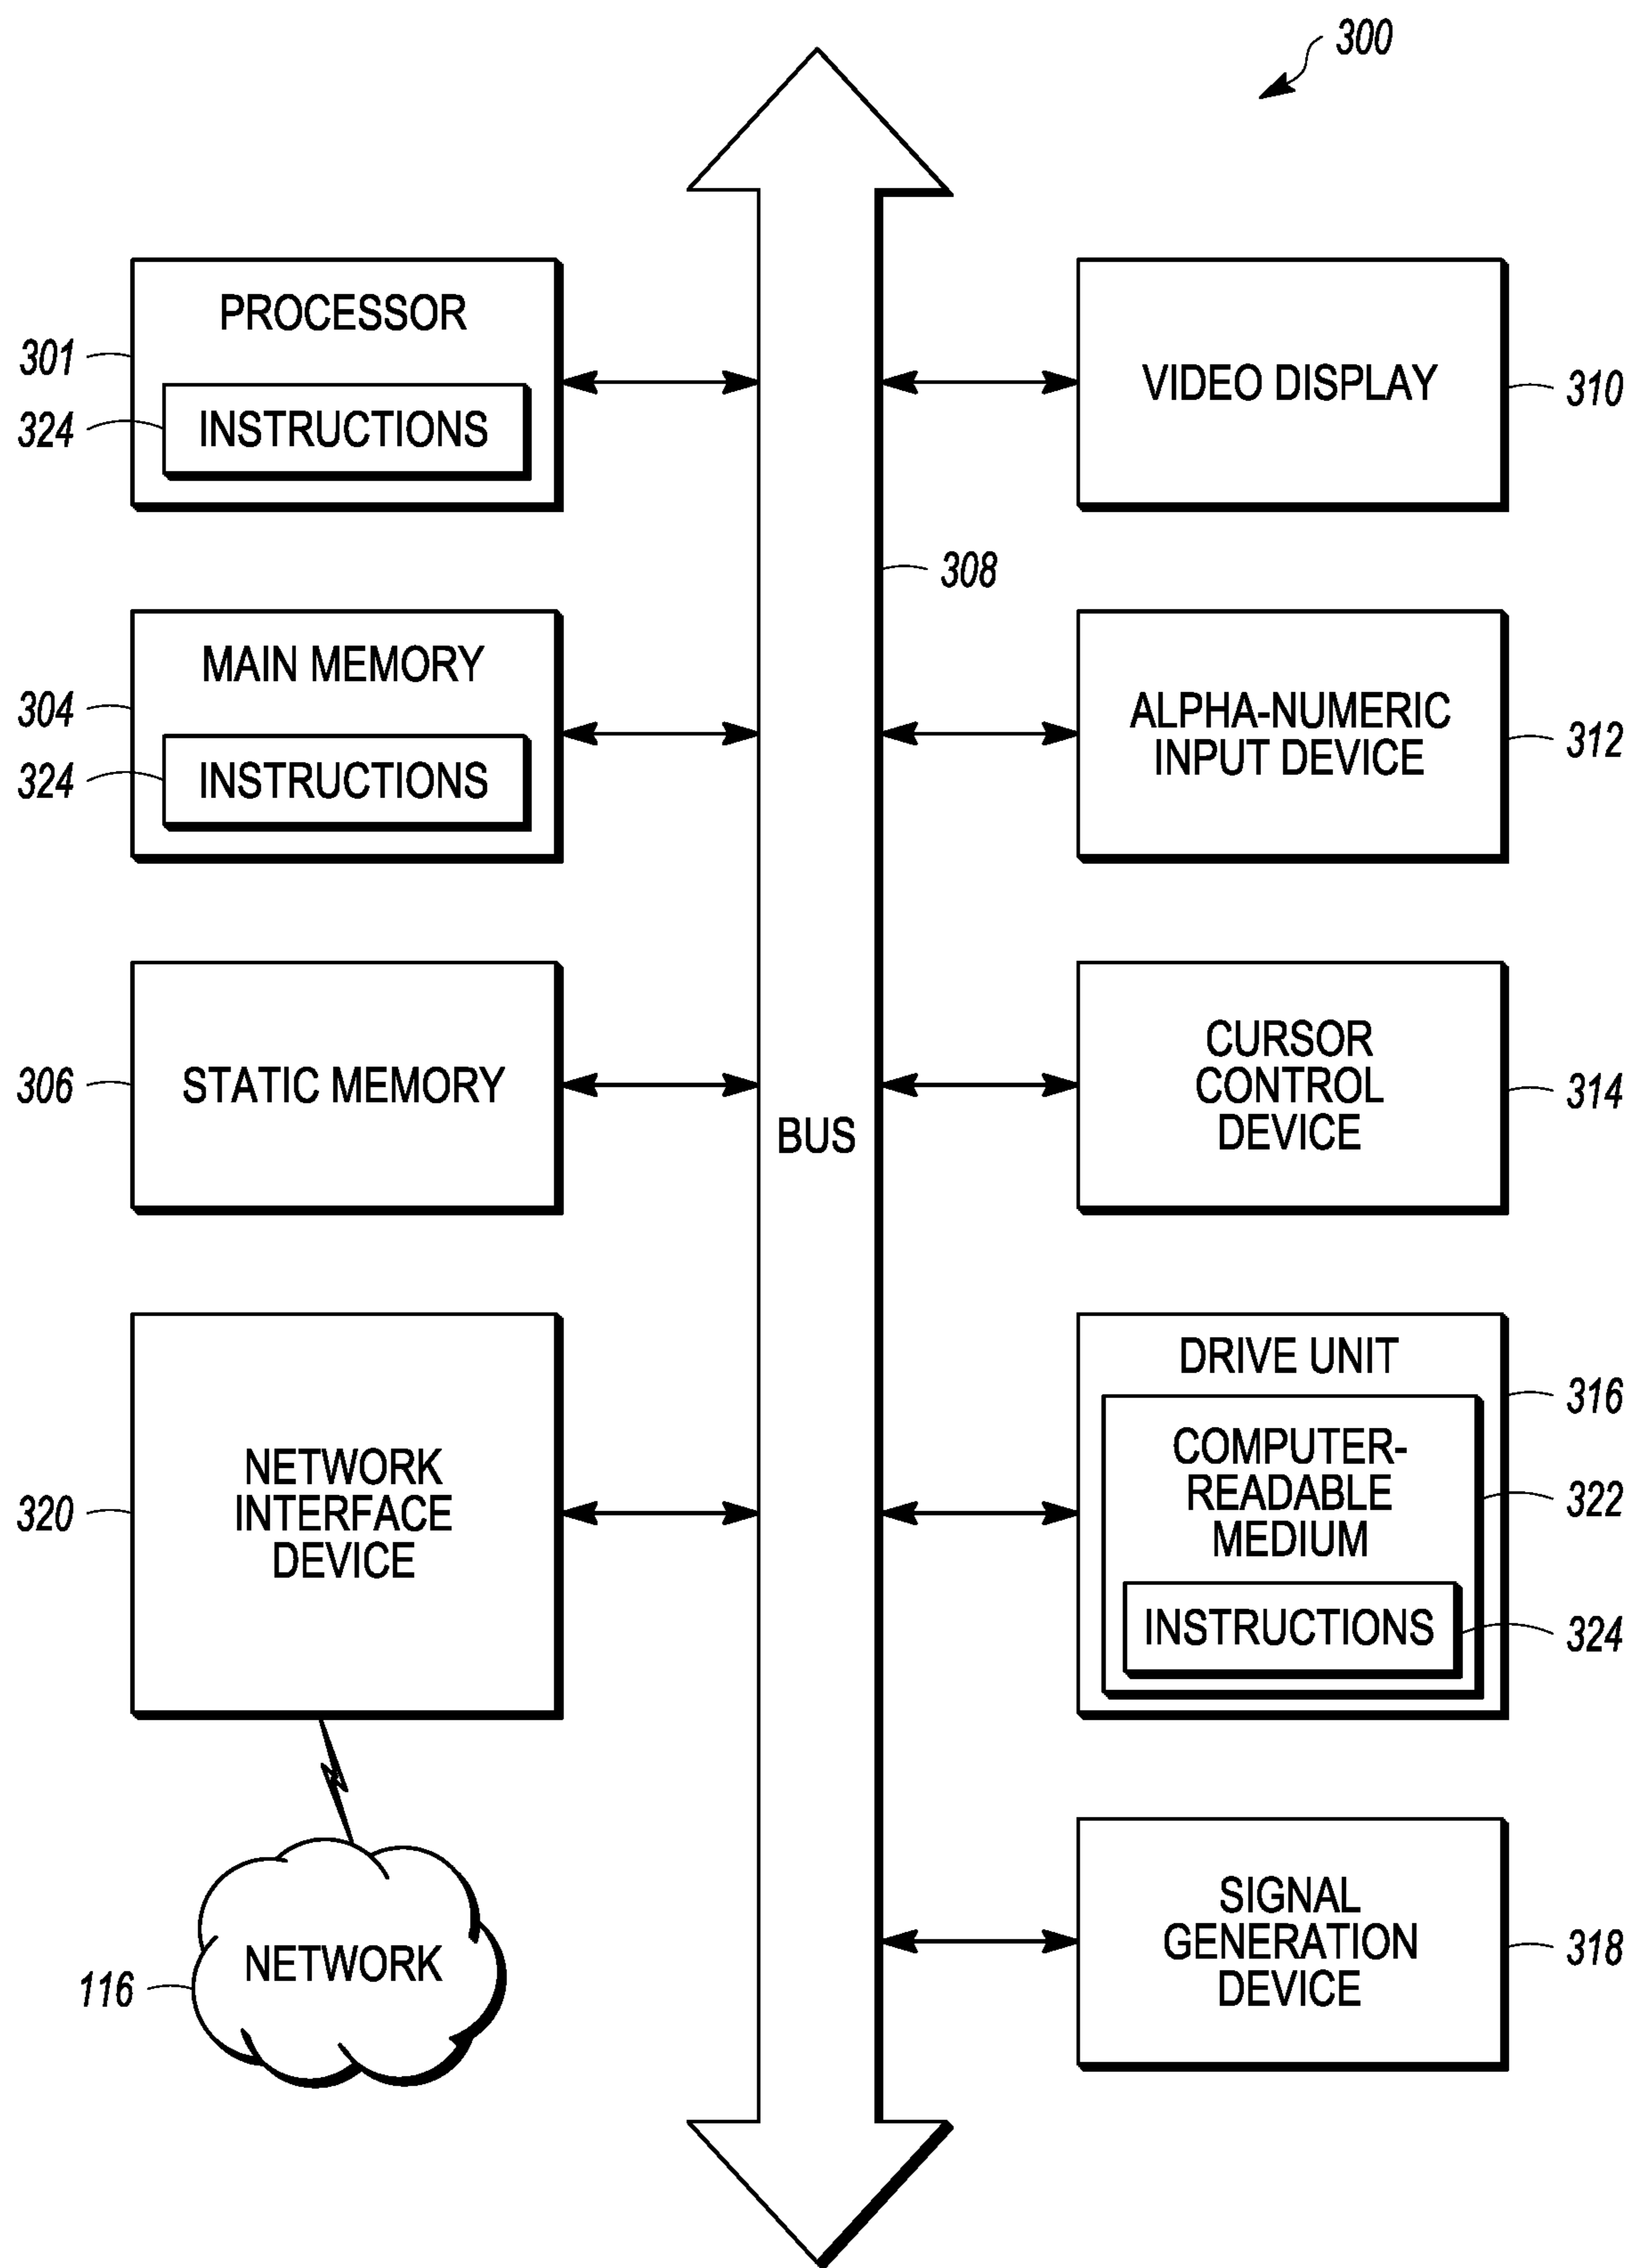 300
PROCESSOR
301
324
INSTRUCTIONS
VIDEO DISPLAY
310
308
MAIN MEMORY
304
324
INSTRUCTIONS
ALPHA-NUMERIC
INPUT DEVICE
312
306
STATIC MEMORY
BUS
CURSOR
CONTROL
DEVICE
314
320
NETWORK
INTERFACE
DEVICE
DRIVE UNIT
316
COMPUTER-
READABLE
MEDIUM
322
INSTRUCTIONS
324
116
NETWORK
SIGNAL
GENERATION
DEVICE
318